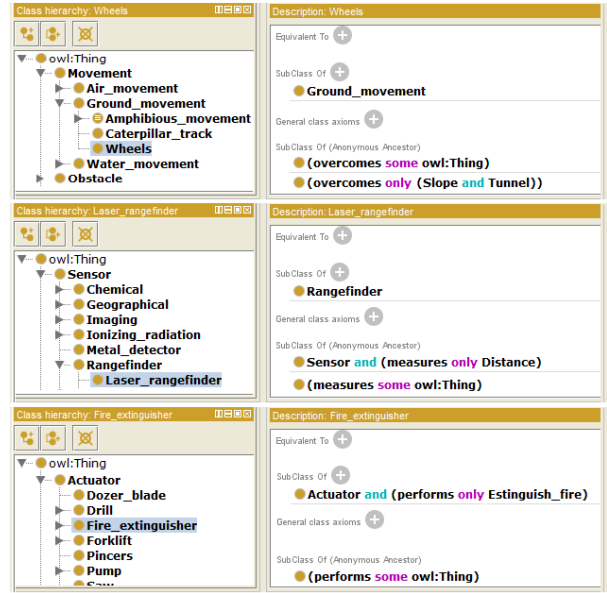 Class hierarchy: Wheels
owl:Thing
Movement
Air_movement
Ground_movement
Amphibious_movement
Caterpillar_track
Wheels
Water_movement
Obstacle
Description: Wheels
Equivalent To
SubClass Of
Ground_movement
General class axioms
SubClass Of (Anonymous Ancestor)
(overcomes some owl:Thing)
(overcomes only (Slope and Tunnel))
Class hierarchy: Laser_rangefinder
owl:Thing
Sensor
Chemical
Geographical
Imaging
Ionizing_radiation
Metal_detector
Rangefinder
Laser_rangefinder
Description: Laser_rangefinder
Equivalent To
SubClass Of
Rangefinder
General class axioms
SubClass Of (Anonymous Ancestor)
Sensor and (measures only Distance)
(measures some owl:Thing)
Class hierarchy: Fire_extinguisher
owl:Thing
Actuator
Dozer_blade
Drill
Fire_extinguisher
Forklift
Pincers
Pump
Saw
Description: Fire_extinguisher
Equivalent To
SubClass Of
Actuator and (performs only Estinguish_fire)
General class axioms
SubClass Of (Anonymous Ancestor)
(performs some owl:Thing)